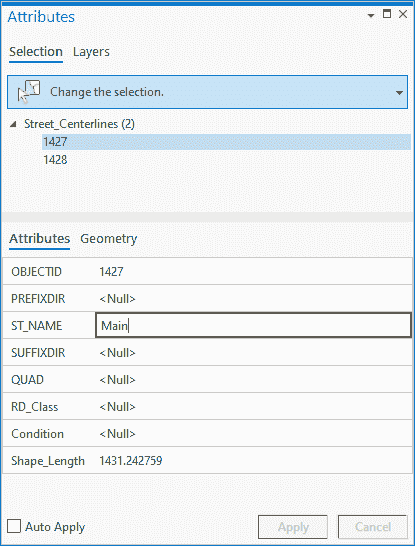 Attributes
Selection Layers
Change the selection.
Street_Centerlines (2)
1427
1428
Attributes Geometry
OBJECTID 1427
PREFIXDIR <Null>
ST_NAME Main
SUFFIXDIR <Null>
QUAD <Null>
RD_Class <Null>
Condition <Null>
Shape_Length 1431.242759
Auto Apply Apply Cancel